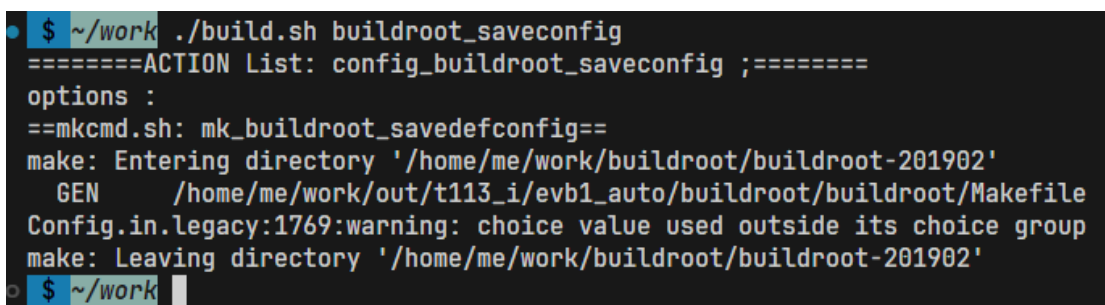 $ ~/work ./build.sh buildroot_saveconfig
========ACTION List: config_buildroot_saveconfig ;========
options :
==mkcmd.sh: mk_buildroot_savedefconfig==
make: Entering directory '/home/me/work/buildroot/buildroot-201902'
  GEN     /home/me/work/out/t113_i/evb1_auto/buildroot/buildroot/Makefile
Config.in.legacy:1769:warning: choice value used outside its choice group
make: Leaving directory '/home/me/work/buildroot/buildroot-201902'
$ ~/work